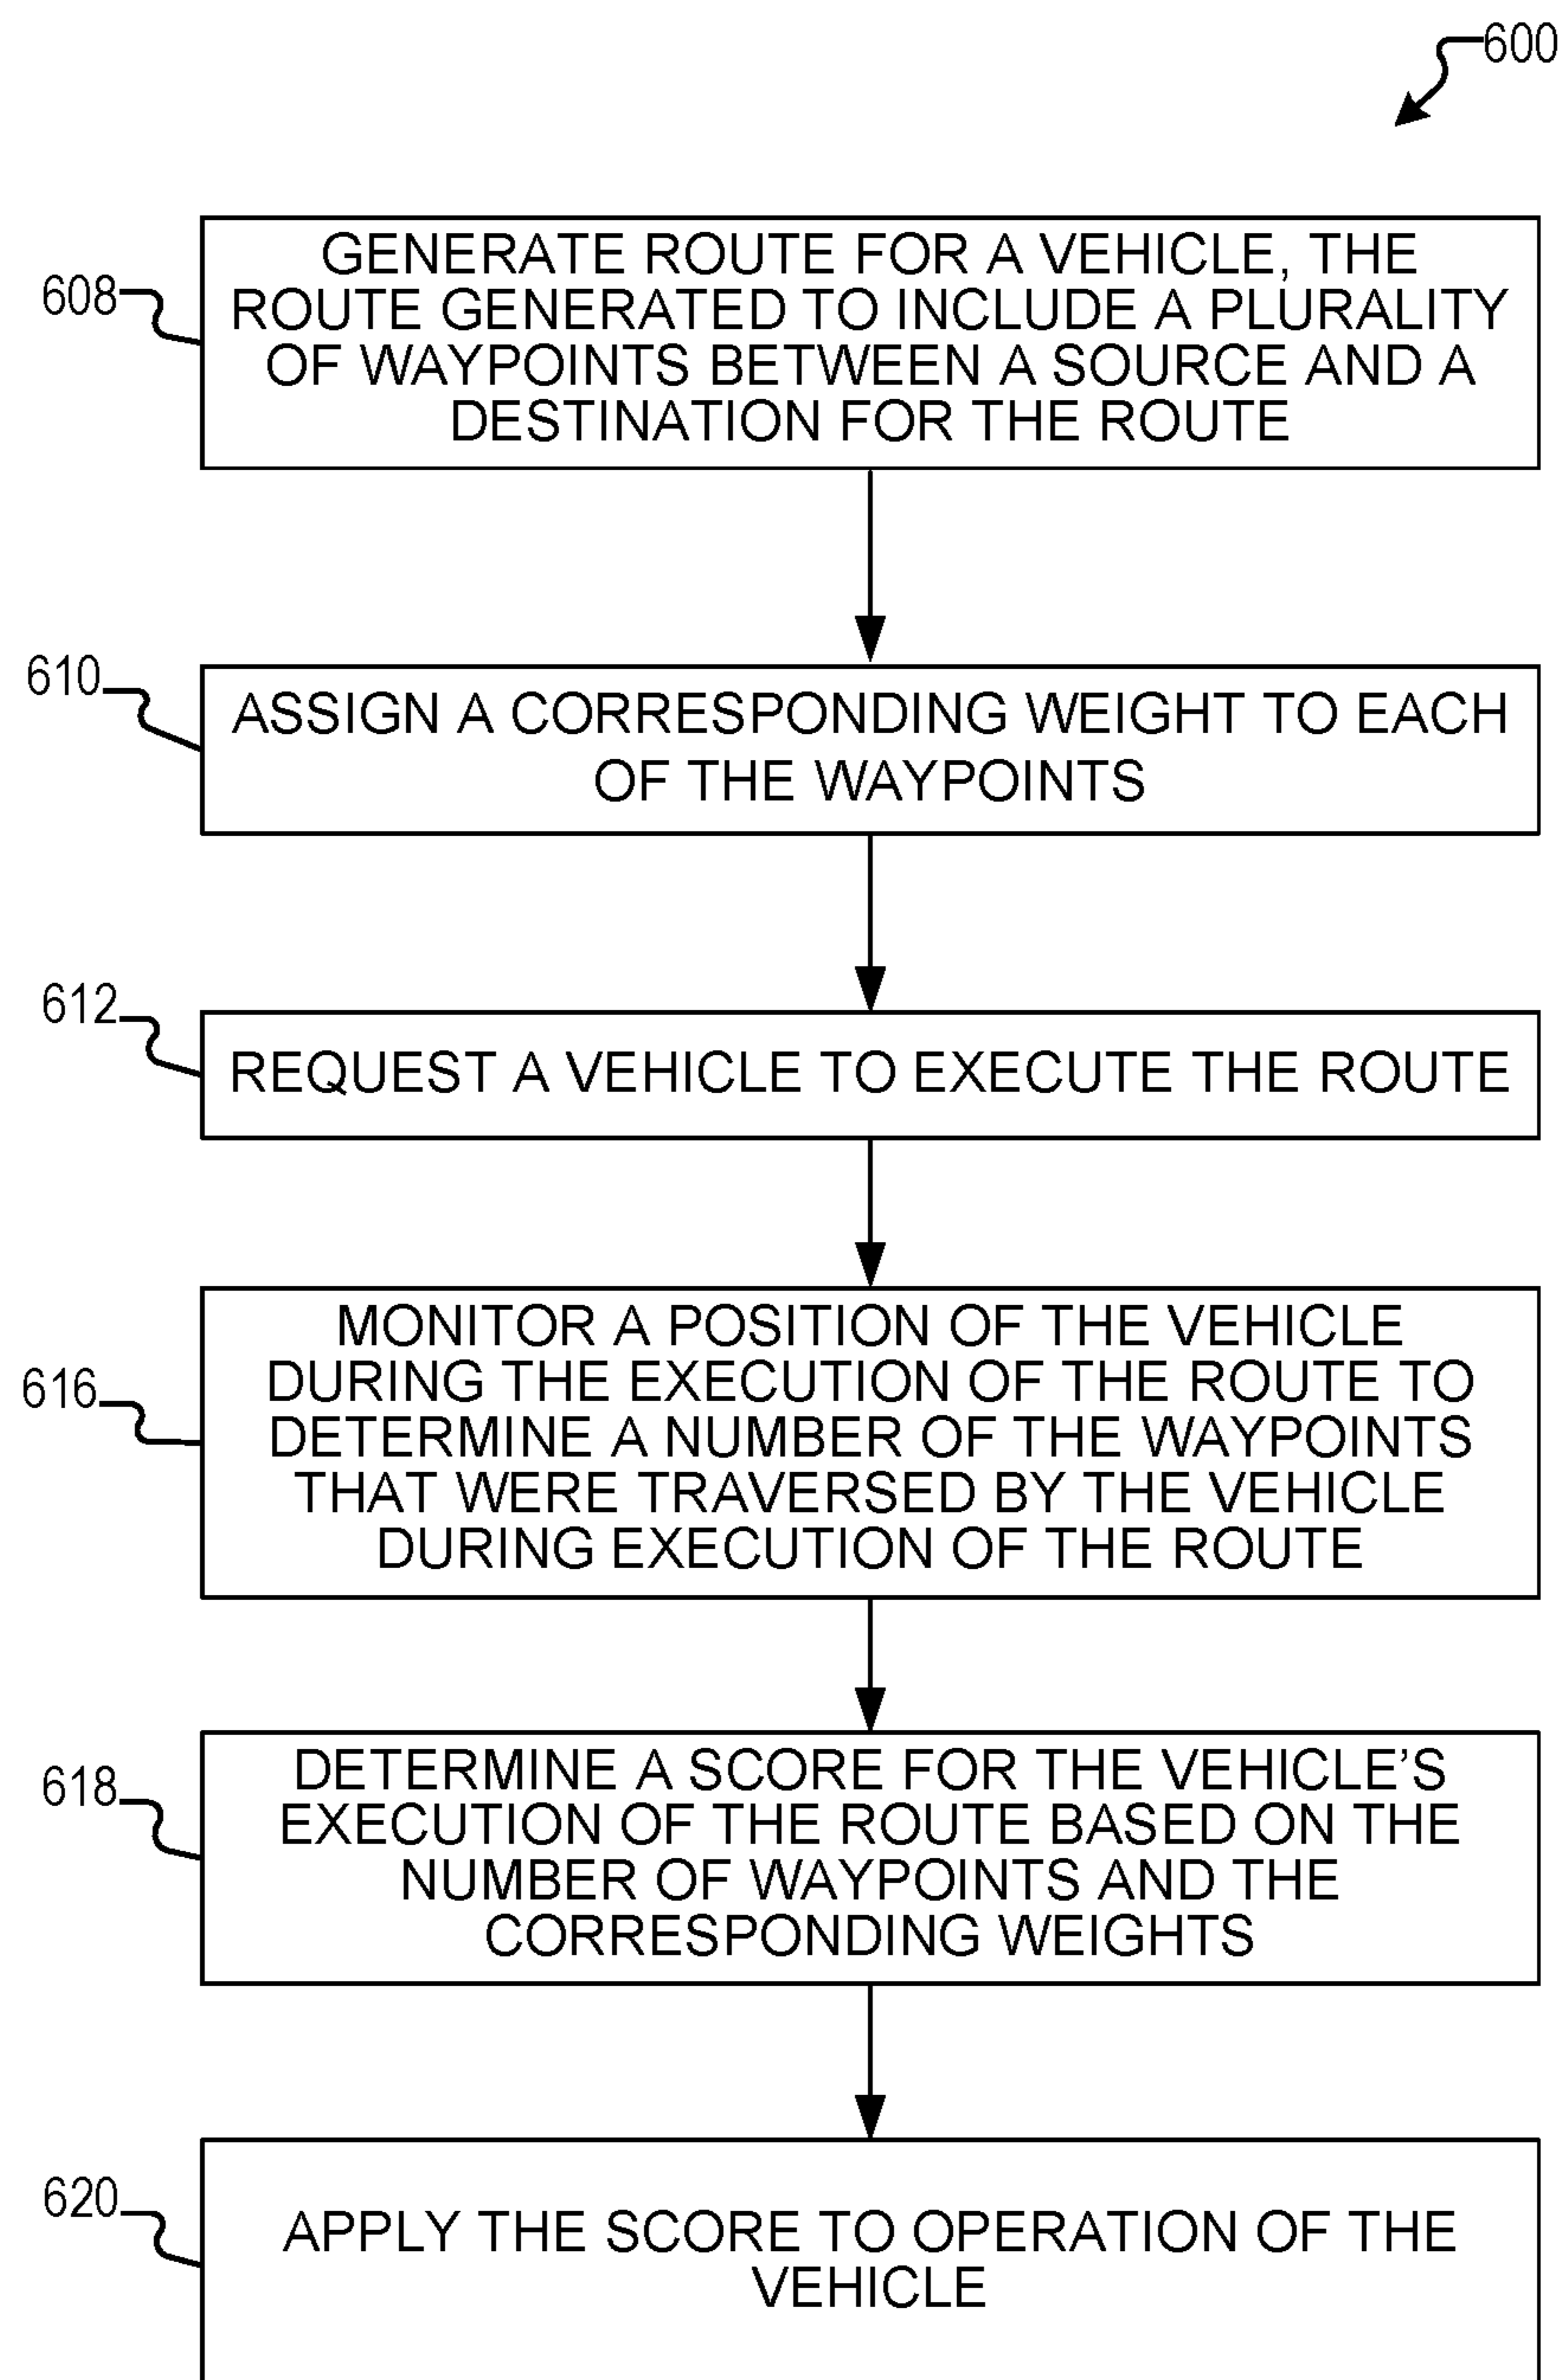 600
608
GENERATE ROUTE FOR A VEHICLE, THE
ROUTE GENERATED TO INCLUDE A PLURALITY
OF WAYPOINTS BETWEEN A SOURCE AND A
DESTINATION FOR THE ROUTE
610
ASSIGN A CORRESPONDING WEIGHT TO EACH
OF THE WAYPOINTS
612
REQUEST A VEHICLE TO EXECUTE THE ROUTE
616
MONITOR A POSITION OF THE VEHICLE
DURING THE EXECUTION OF THE ROUTE TO
DETERMINE A NUMBER OF THE WAYPOINTS
THAT WERE TRAVERSED BY THE VEHICLE
DURING EXECUTION OF THE ROUTE
618
DETERMINE A SCORE FOR THE VEHICLE’S
EXECUTION OF THE ROUTE BASED ON THE
NUMBER OF WAYPOINTS AND THE
CORRESPONDING WEIGHTS
620
APPLY THE SCORE TO OPERATION OF THE
VEHICLE